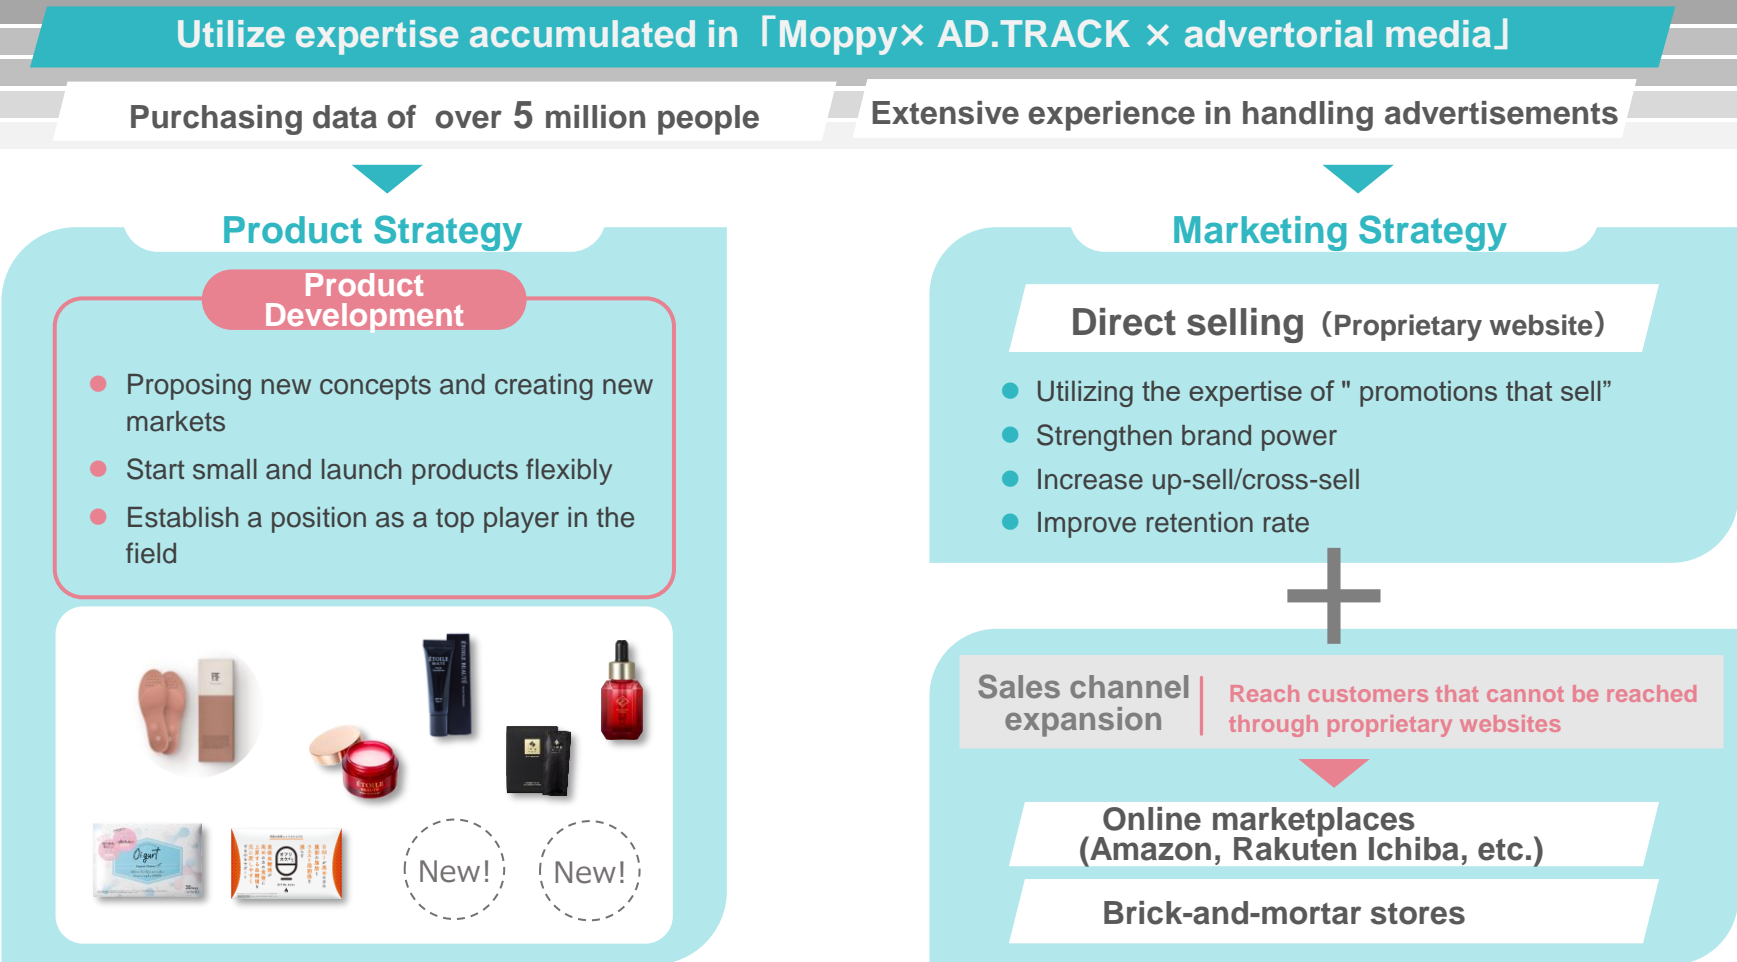 Utilize expertise accumulated in「Moppy× AD.TRACK × advertorial media」
Purchasing data of over 5 million people
Extensive experience in handling advertisements
Product Strategy
Product
Development
Proposing new concepts and creating new
markets
Start small and launch products flexibly
Establish a position as a top player in the
field
ÉTOILE
ÉTOILE
Oigurt
New!
New!
Marketing Strategy
Direct selling（Proprietary website）
Utilizing the expertise of " promotions that sell”
Strengthen brand power
Increase up-sell/cross-sell
Improve retention rate
Sales channel
expansion
Reach customers that cannot be reached
through proprietary websites
Online marketplaces
(Amazon, Rakuten Ichiba, etc.)
Brick-and-mortar stores